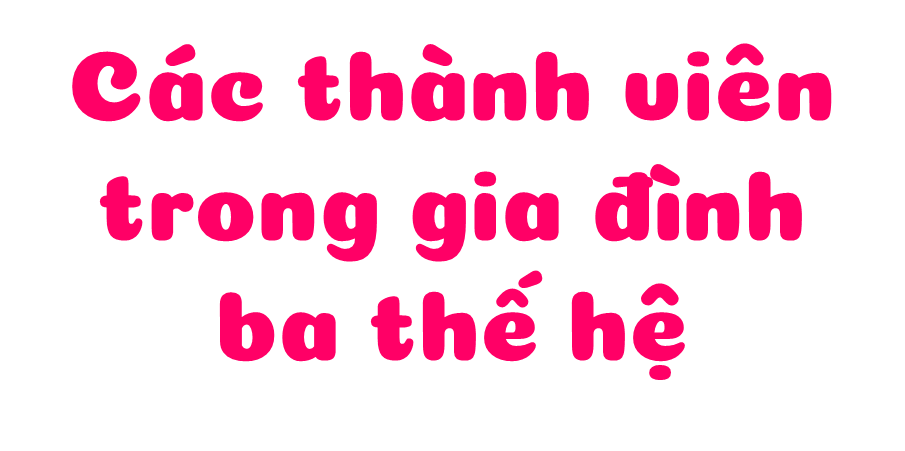 Các thành viên
trong gia đình
ba thế hệ